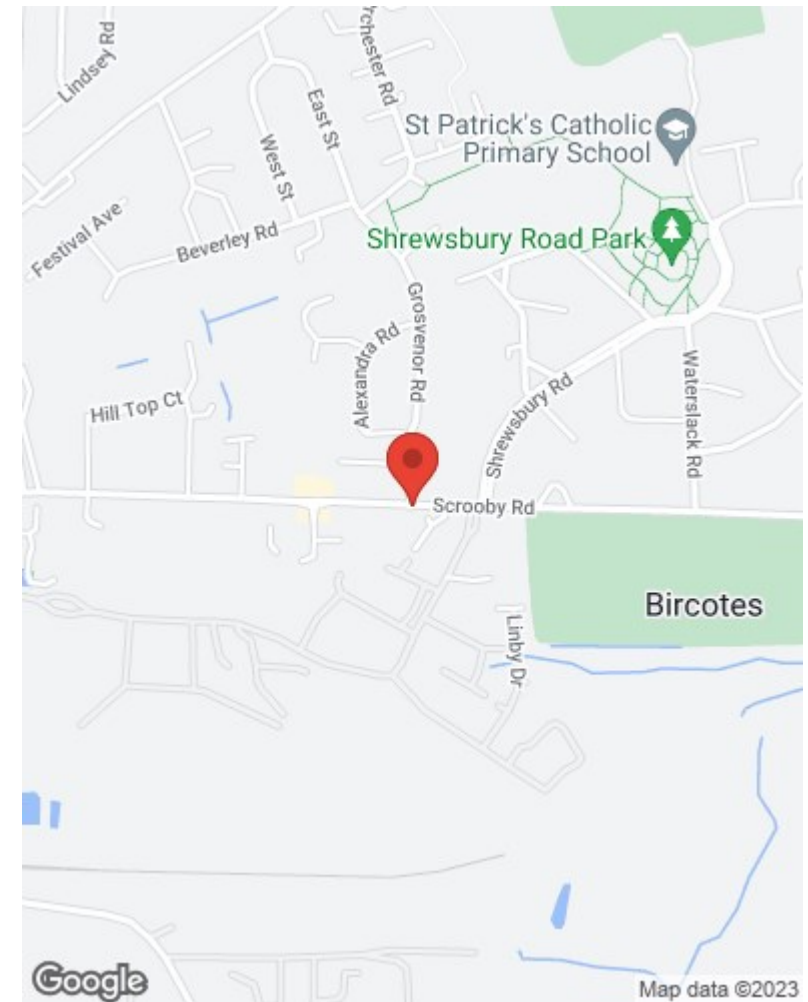 Lindsey Rd
East St
West St
St Patrick's Catholic
Primary School
Festival Ave
Beverley Rd
Shrewsbury Road Park
Grosvenor Rd
Alexandra Rd
Hill Top Ct
Shrewsbury Rd
Waterslack Rd
Scrooby Rd
Bircotes
Linby Dr
Google
Map data ©2023